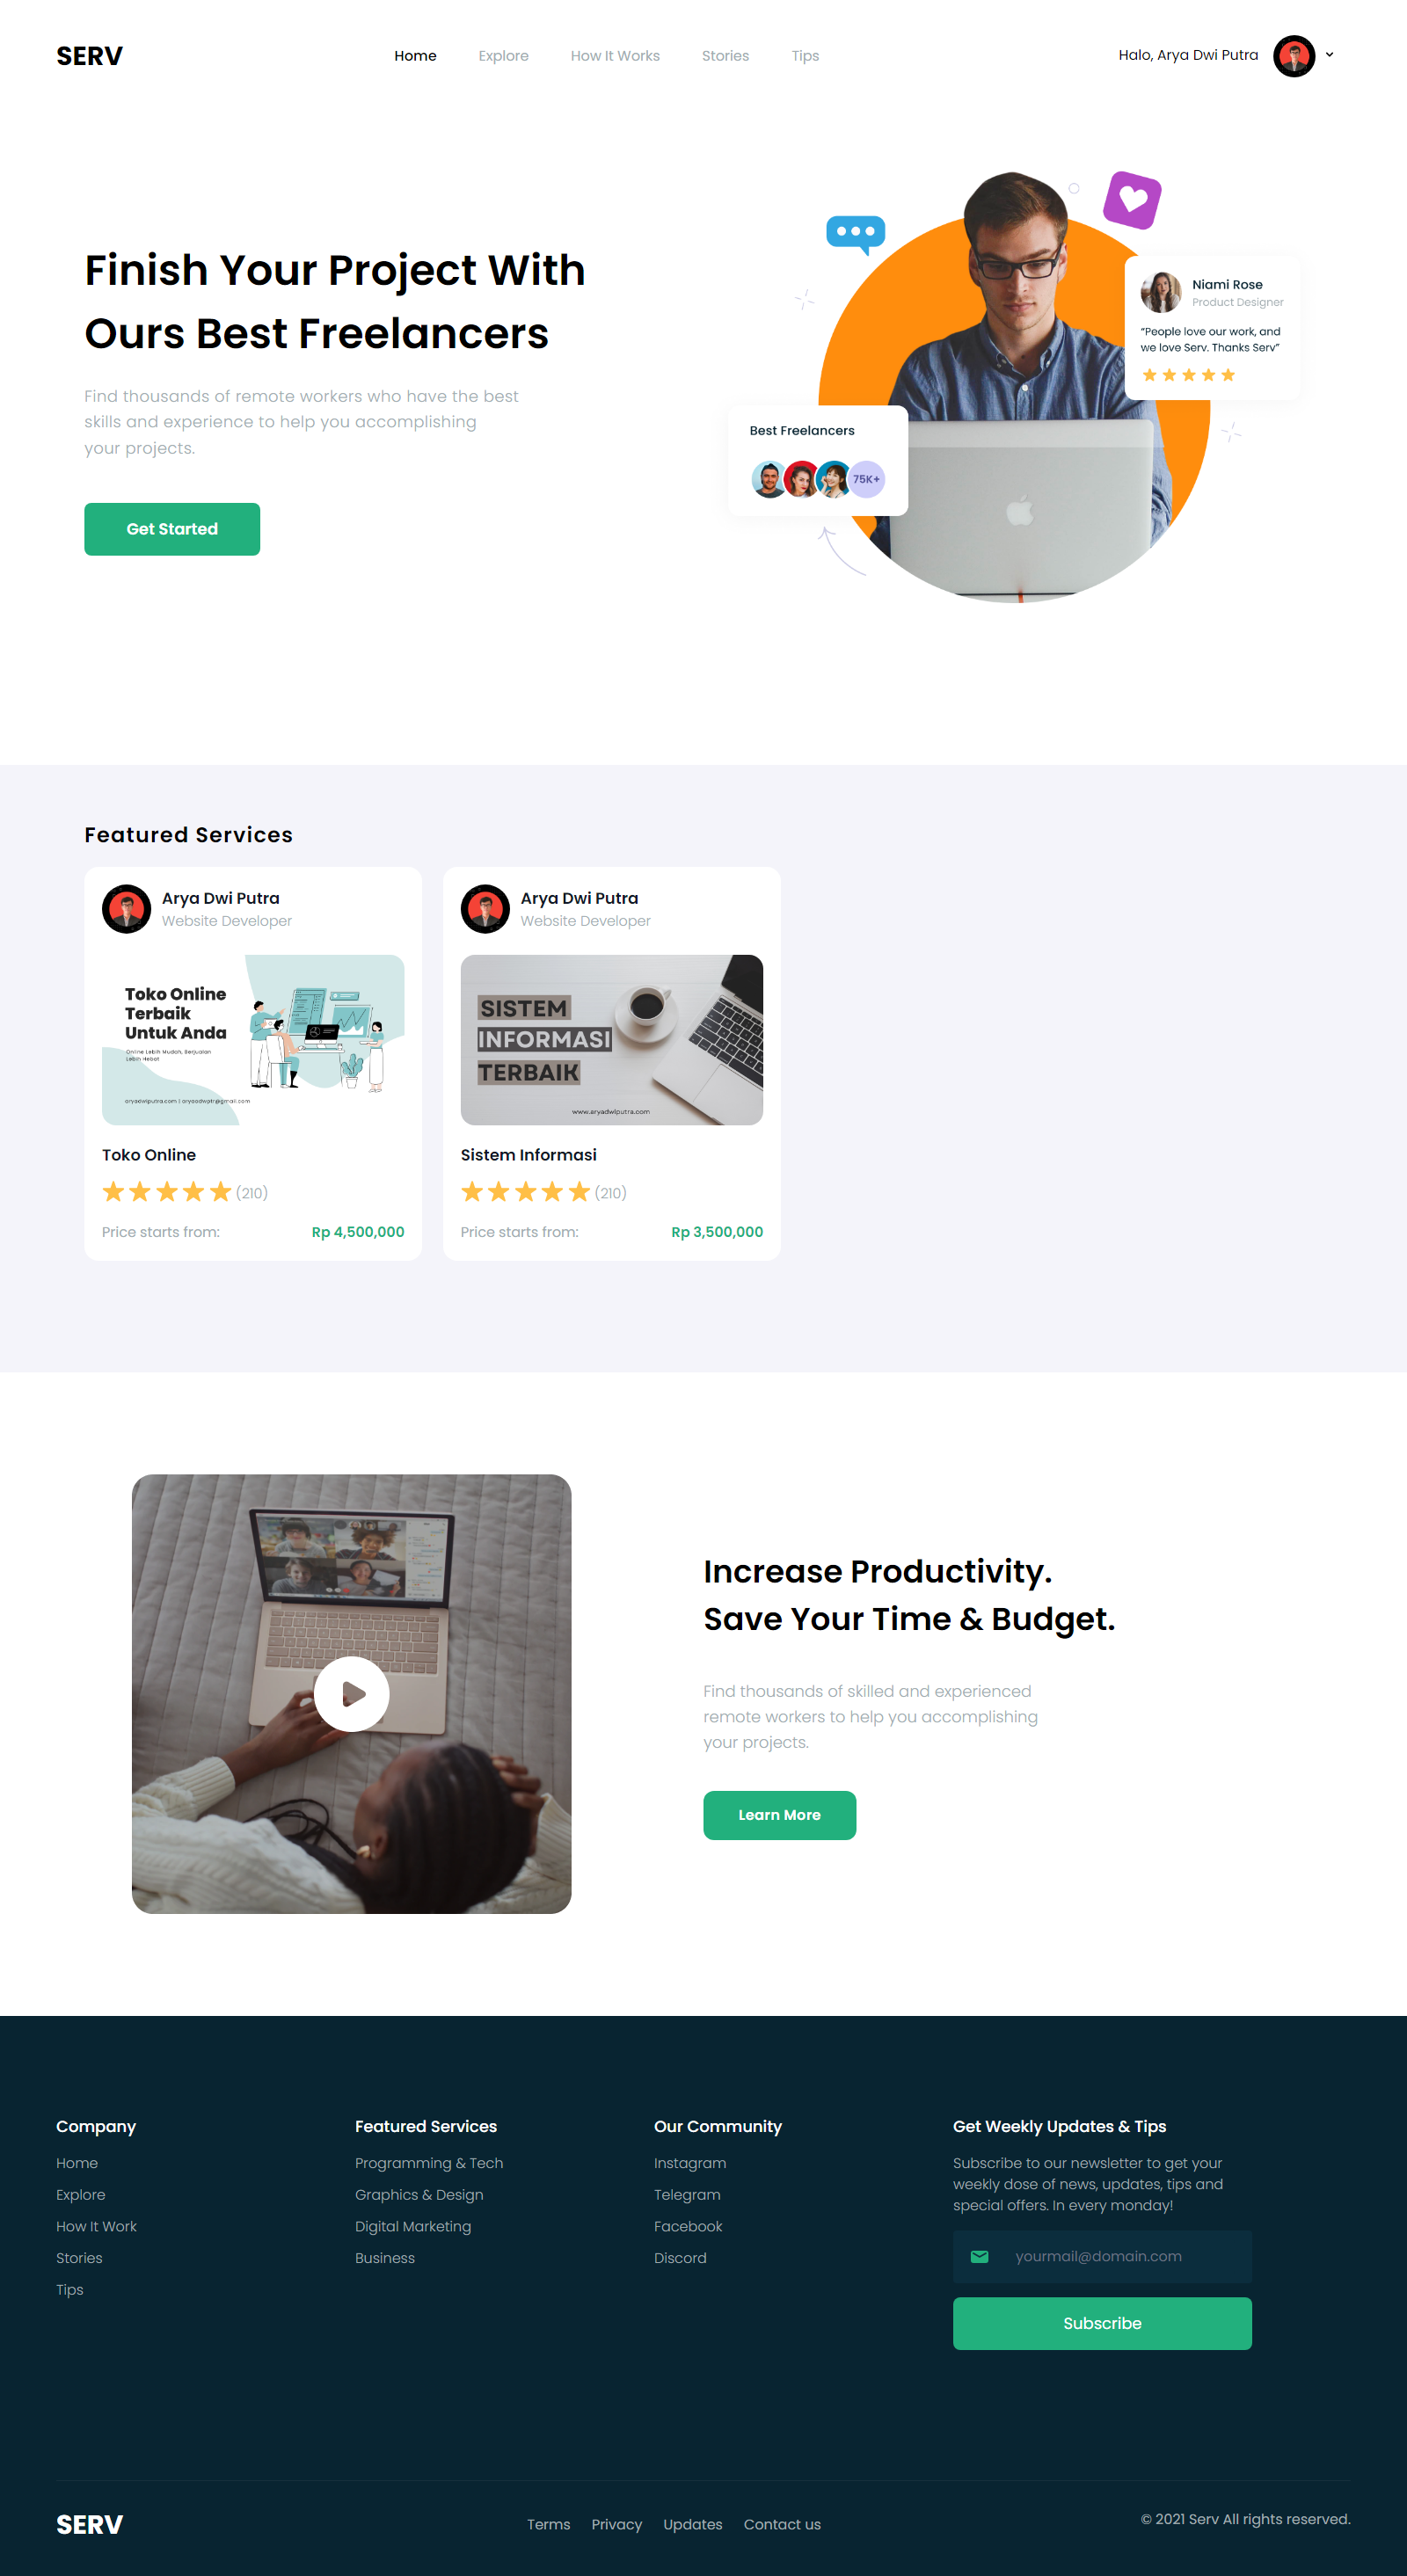 SERV
Home
Explore
How It Works
Stories
Tips
Halo, Arya Dwi Putra
Finish Your Project With
Ours Best Freelancers
Find thousands of remote workers who have the best
skills and experience to help you accomplishing
your projects.
Get Started
Niami Rose
Product Designer
“People love our work, and
we love Serv. Thanks Serv”
Best Freelancers
75K+
Featured Services
Arya Dwi Putra
Website Developer
Toko Online
Terbaik
Untuk Anda
Online Lebih Mudah, Berjualan
Lebih Hebat
Toko Online
(210)
Price starts from:
Rp 4,500,000
Arya Dwi Putra
Website Developer
SISTEM
INFORMASI
TERBAIK
www.aryadwiputra.com
Sistem Informasi
(210)
Price starts from:
Rp 3,500,000
Increase Productivity.
Save Your Time & Budget.
Find thousands of skilled and experienced
remote workers to help you accomplishing
your projects.
Learn More
Company
Home
Explore
How It Work
Stories
Tips
Featured Services
Programming & Tech
Graphics & Design
Digital Marketing
Business
Our Community
Instagram
Telegram
Facebook
Discord
Get Weekly Updates & Tips
Subscribe to our newsletter to get your
weekly dose of news, updates, tips and
special offers. In every monday!
yourmail@domain.com
Subscribe
SERV
Terms
Privacy
Updates
Contact us
© 2021 Serv All rights reserved.